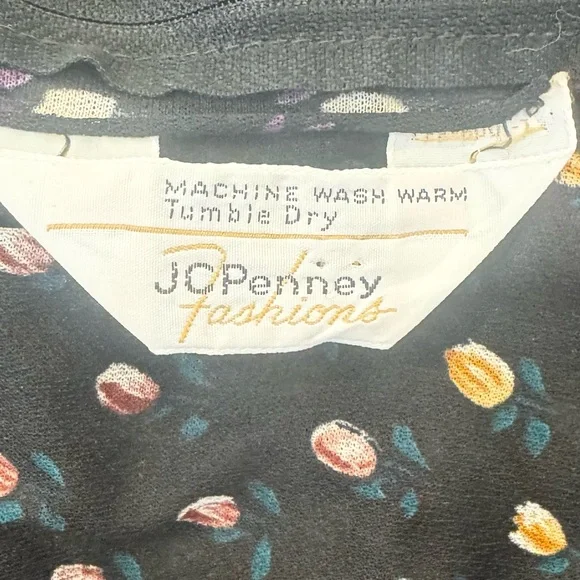 MACHINE WASH WARM
Tumble Dry
JCPenney
Fashions